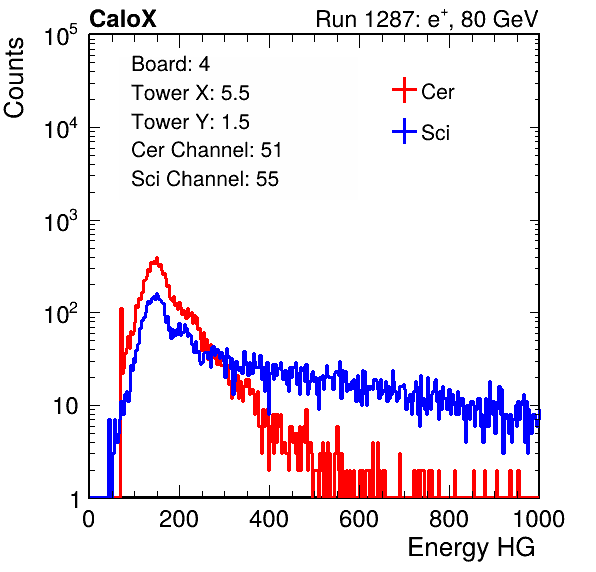 CaloX Run 1287: e⁺, 80 GeV
Counts
Board: 4
Tower X: 5.5
Tower Y: 1.5
Cer Channel: 51
Sci Channel: 55
Cer
Sci
10⁵
10⁴
10³
10²
10
1
0 200 400 600 800 1000
Energy HG